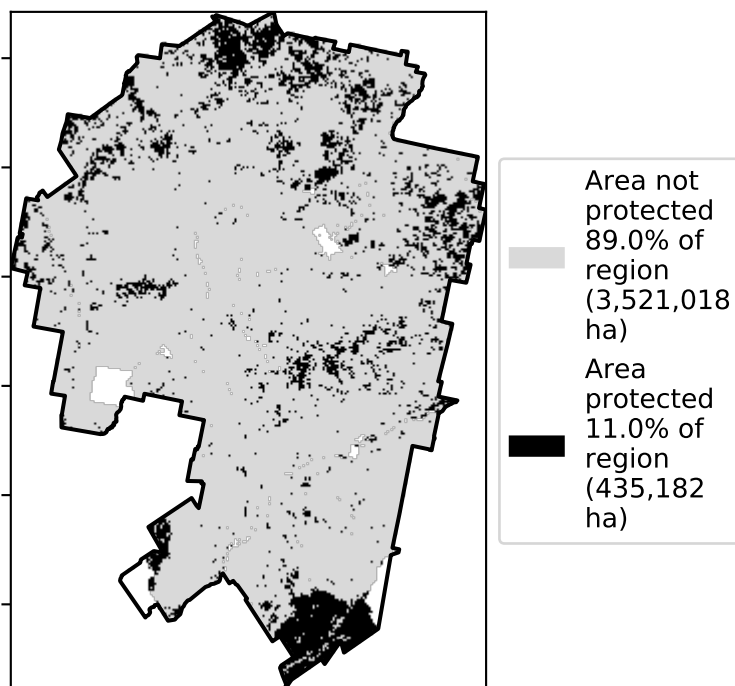 Area not
protected
89.0% of
region
(3,521,018
ha)
Area
protected
11.0% of
region
(435,182
ha)